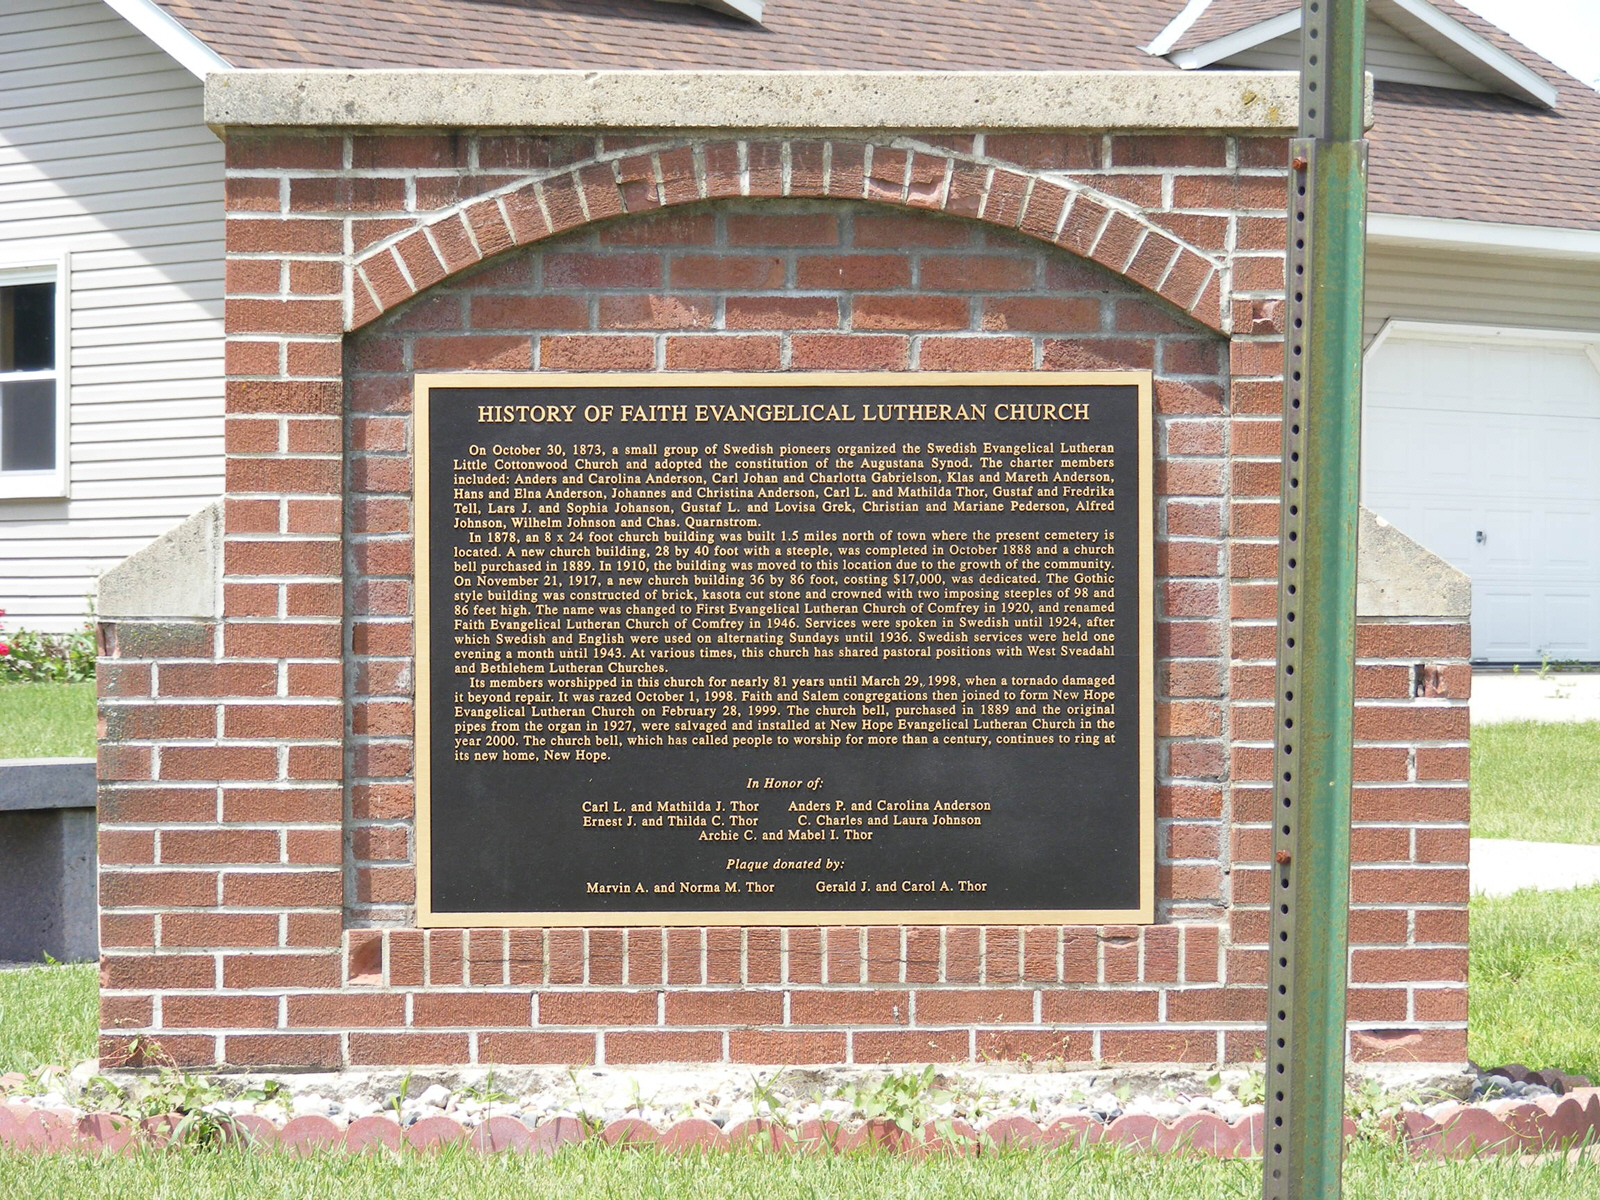 HISTORY OF FAITH EVANGELICAL LUTHERAN CHURCH
On October 30, 1873, a small group of Swedish pioneers organized the Swedish Evangelical Lutheran
Little Cottonwood Church and adopted the constitution of the Augustana Synod. The charter members
included: Anders and Carolina Anderson, Carl Johan and Charlotta Gabrielson, Klas and Mareth Anderson,
Hans and Elna Anderson, Johannes and Christina Anderson, Carl L. and Mathilda Thor, Gustaf and Fredrika
Tell, Lars J. and Sophia Johanson, Gustaf L. and Lovisa Grek, Christian and Mariane Pederson, Alfred
Johnson, Wilhelm Johnson and Chas. Quarnstrom.
In 1878, an 8 x 24 foot church building was built 1.5 miles north of town where the present cemetery is
located. A new church building, 28 by 40 foot with a steeple, was completed in October 1888 and a church
bell purchased in 1889. In 1910, the building was moved to this location due to the growth of the community.
On November 21, 1917, a new church building 36 by 86 foot, costing $17,000, was dedicated. The Gothic
style building was constructed of brick, kasota cut stone and crowned with two imposing steeples of 98 and
86 feet high. The name was changed to First Evangelical Lutheran Church of Comfrey in 1920, and renamed
Faith Evangelical Lutheran Church of Comfrey in 1946. Services were spoken in Swedish until 1924, after
which Swedish and English were used on alternating Sundays until 1936. Swedish services were held one
evening a month until 1943. At various times, this church has shared pastoral positions with West Sveadahl
and Bethlehem Lutheran Churches.
Its members worshipped in this church for nearly 81 years until March 29, 1998, when a tornado damaged
it beyond repair. It was razed October 1, 1998. Faith and Salem congregations then joined to form New Hope
Evangelical Lutheran Church on February 28, 1999. The church bell, purchased in 1889 and the original
pipes from the organ in 1927, were salvaged and installed at New Hope Evangelical Lutheran Church in the
year 2000. The church bell, which has called people to worship for more than a century, continues to ring at
its new home, New Hope.
In Honor of:
Carl L. and Mathilda J. Thor Anders P. and Carolina Anderson
Ernest J. and Thilda C. Thor C. Charles and Laura Johnson
Archie C. and Mabel I. Thor
Plaque donated by:
Marvin A. and Norma M. Thor Gerald J. and Carol A. Thor